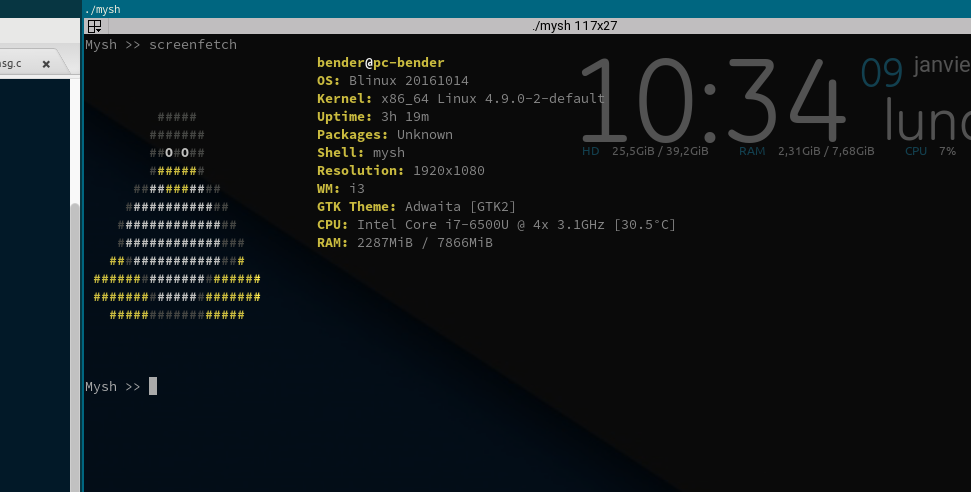 ./mysh
./mysh 117x27
sg.c
Mysh >> screenfetch
bender@pc-bender
OS: Blinux 20161014
Kernel: x86_64 Linux 4.9.0-2-default
Uptime: 3h 19m
Packages: Unknown
Shell: mysh
Resolution: 1920x1080
WM: i3
GTK Theme: Adwaita [GTK2]
CPU: Intel Core i7-6500U @ 4x 3.1GHz [30.5°C]
RAM: 2287MiB / 7866MiB
10:34
09 janvie
lund
HD 25,5GiB / 39,2GiB RAM 2,31GiB / 7,68GiB CPU 7%
#####
#######
##O#O##
#######
###########
#############
###############
################
##################
#####################
#####################
#################
Mysh >>